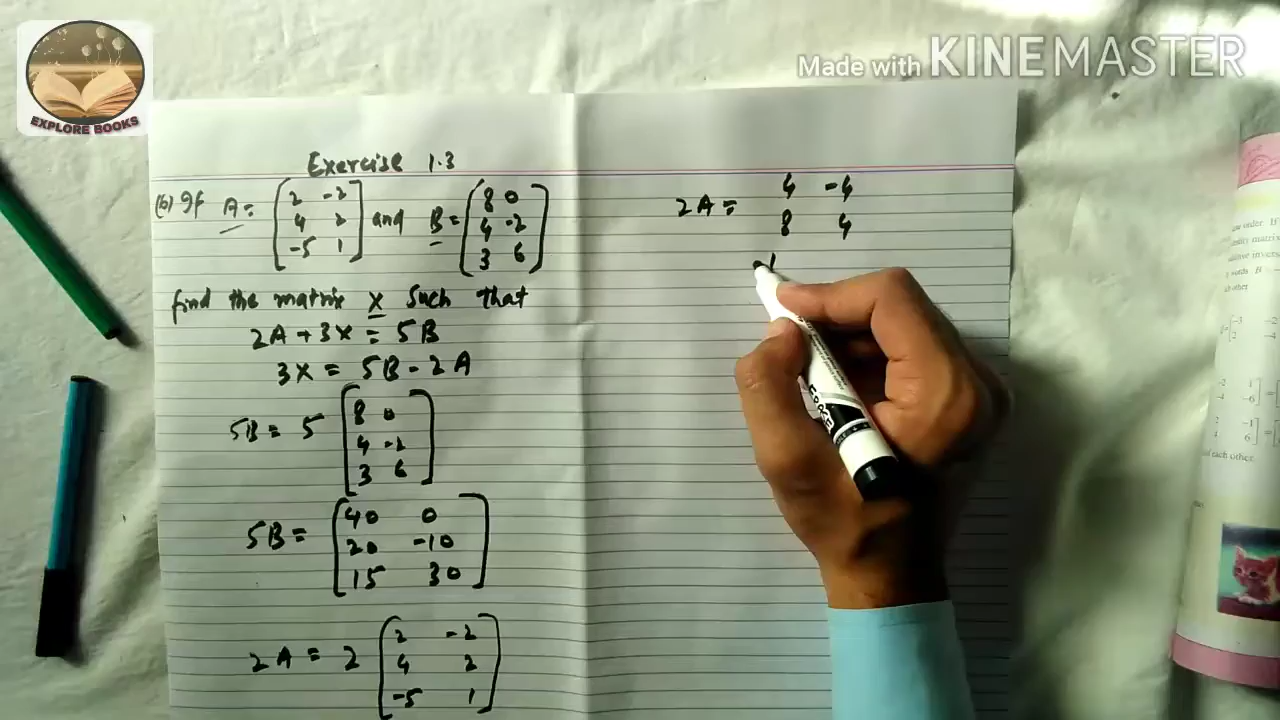 EXPLORE BOOKS
Made with KINEMASTER
Exercise 1.3
(6) If A = [2 -2 and B = [8 0
4 2 4 -2
-5 1] 3 6]
find the matrix X such that
2A + 3X = 5B
3X = 5B - 2A
5B = 5 [8 0
4 -2
3 6]
5B = [40 0
20 -10
15 30]
2A = 2 [2 -2
4 2
-5 1]
2A = 4 -4
8 4
-1
each other